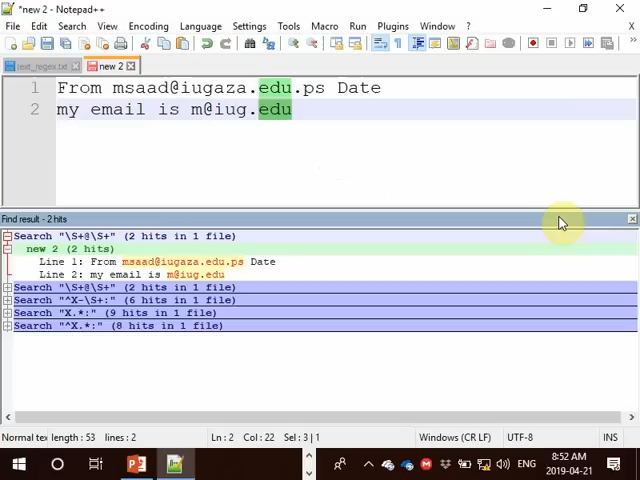 *new 2 - Notepad++
File Edit Search View Encoding Language Settings Tools Macro Run Plugins Window ? X
text_regex.txt new 2
1 From msaad@iugaza.edu.ps Date
2 my email is m@iug.edu
Find result - 2 hits
Search "\S+@\S+" (2 hits in 1 file)
new 2 (2 hits)
Line 1: From msaad@iugaza.edu.ps Date
Line 2: my email is m@iug.edu
Search "\S+@\S+" (2 hits in 1 file)
Search "^X-\S+:" (6 hits in 1 file)
Search "X.*:" (9 hits in 1 file)
Search "^X.*:" (8 hits in 1 file)
Normal tex length : 53 lines : 2 Ln : 2 Col : 22 Sel : 3 | 1 Windows (CR LF) UTF-8 INS
ENG 8:52 AM
2019-04-21